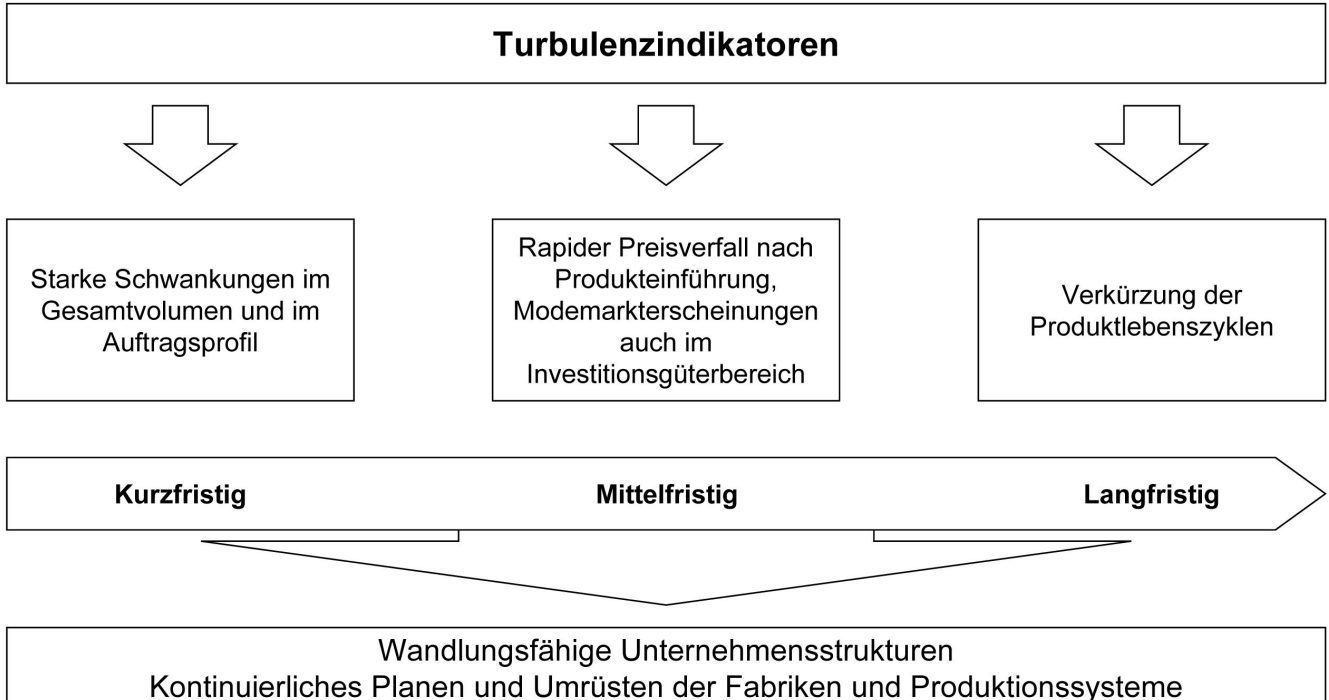 Turbulenzindikatoren
Starke Schwankungen im
Gesamtvolumen und im
Auftragsprofil
Rapider Preisverfall nach
Produkteinführung,
Modemarkterscheinungen
auch im
Investitionsgüterbereich
Verkürzung der
Produktlebenszyklen
Kurzfristig
Mittelfristig
Langfristig
Wandlungsfähige Unternehmensstrukturen
Kontinuierliches Planen und Umrüsten der Fabriken und Produktionssysteme